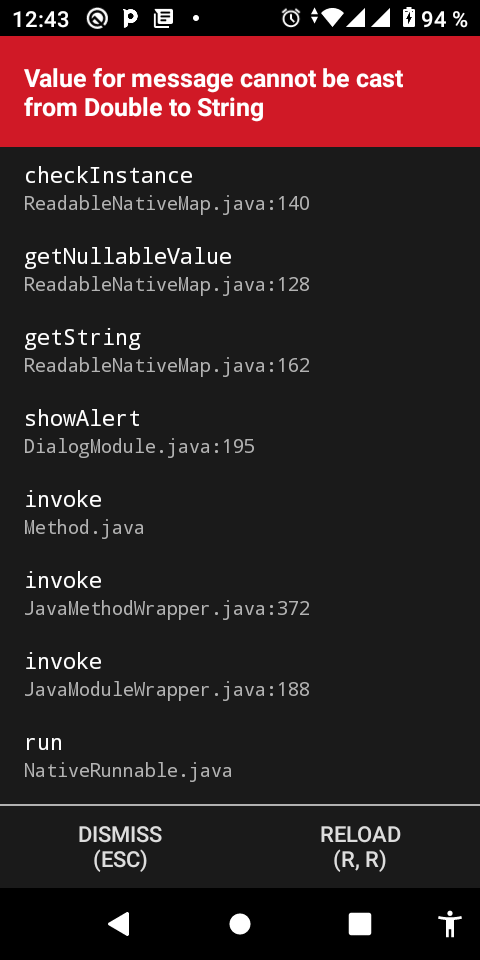 12:43
94 %
Value for message cannot be cast
from Double to String
checkInstance
ReadableNativeMap.java:140
getNullableValue
ReadableNativeMap.java:128
getString
ReadableNativeMap.java:162
showAlert
DialogModule.java:195
invoke
Method.java
invoke
JavaMethodWrapper.java:372
invoke
JavaModuleWrapper.java:188
run
NativeRunnable.java
DISMISS
(ESC)
RELOAD
(R, R)